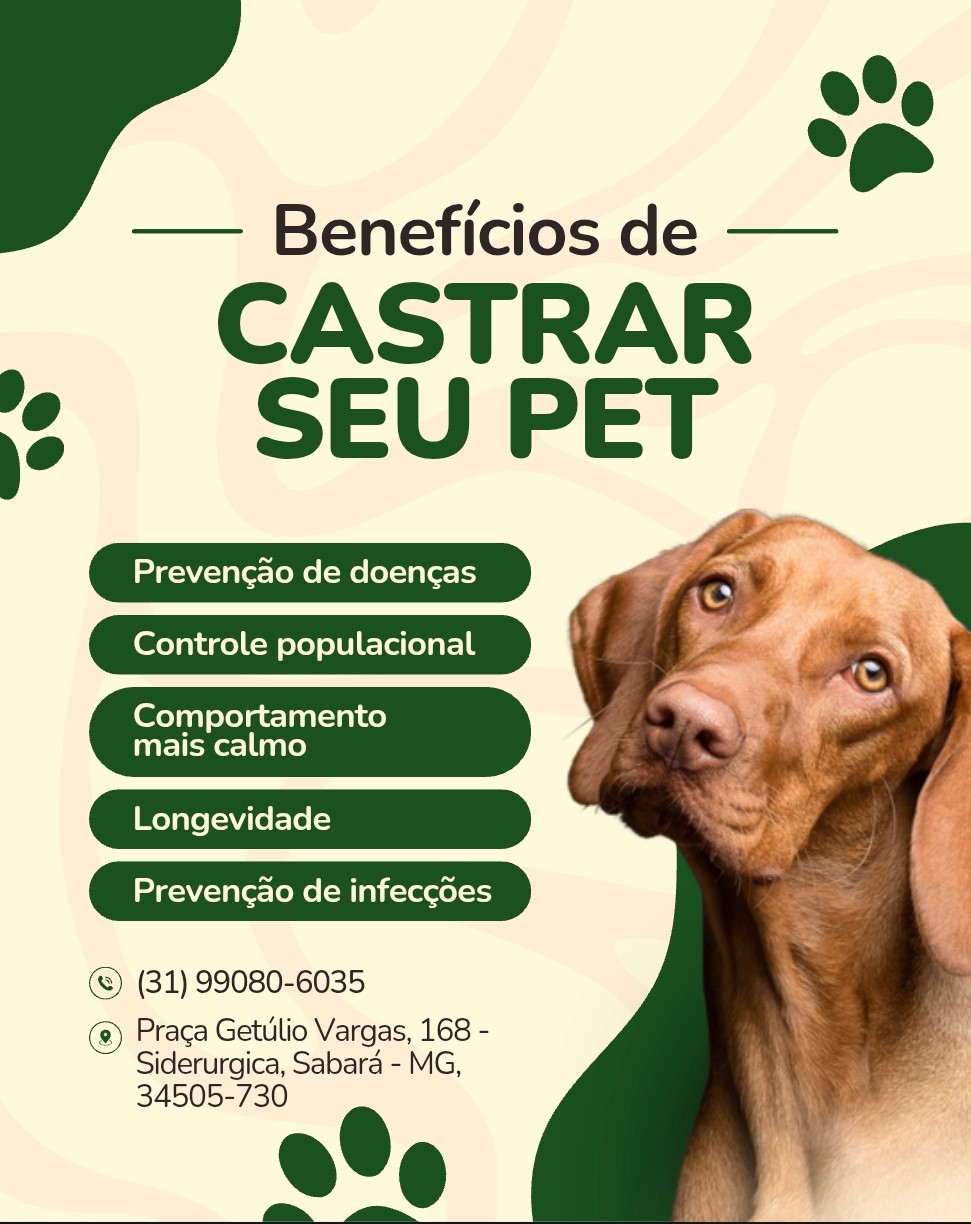 Benefícios de
CASTRAR
SEU PET
Prevenção de doenças
Controle populacional
Comportamento
mais calmo
Longevidade
Prevenção de infecções
(31) 99080-6035
Praça Getúlio Vargas, 168 -
Siderurgica, Sabará - MG,
34505-730